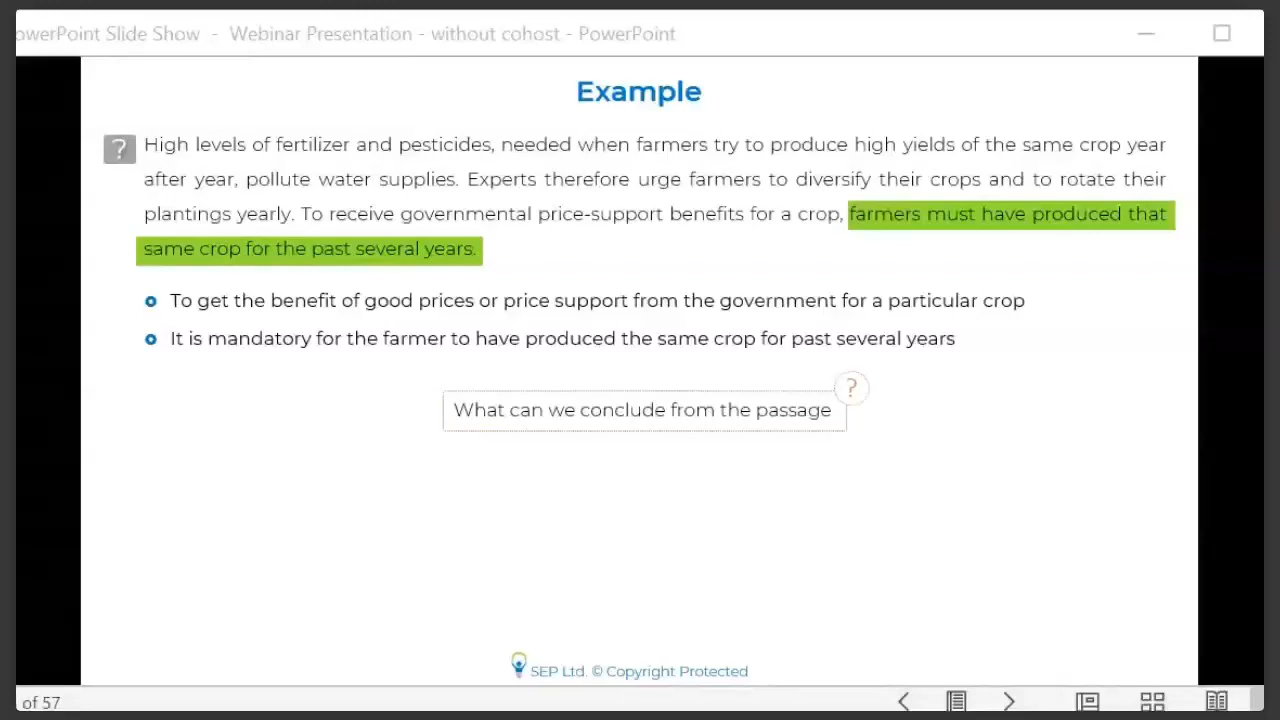 owerPoint Slide Show - Webinar Presentation - without cohost - PowerPoint
Example
? High levels of fertilizer and pesticides, needed when farmers try to produce high yields of the same crop year
after year, pollute water supplies. Experts therefore urge farmers to diversify their crops and to rotate their
plantings yearly. To receive governmental price-support benefits for a crop, farmers must have produced that
same crop for the past several years.
To get the benefit of good prices or price support from the government for a particular crop
It is mandatory for the farmer to have produced the same crop for past several years
?
What can we conclude from the passage
SEP Ltd. © Copyright Protected
of 57